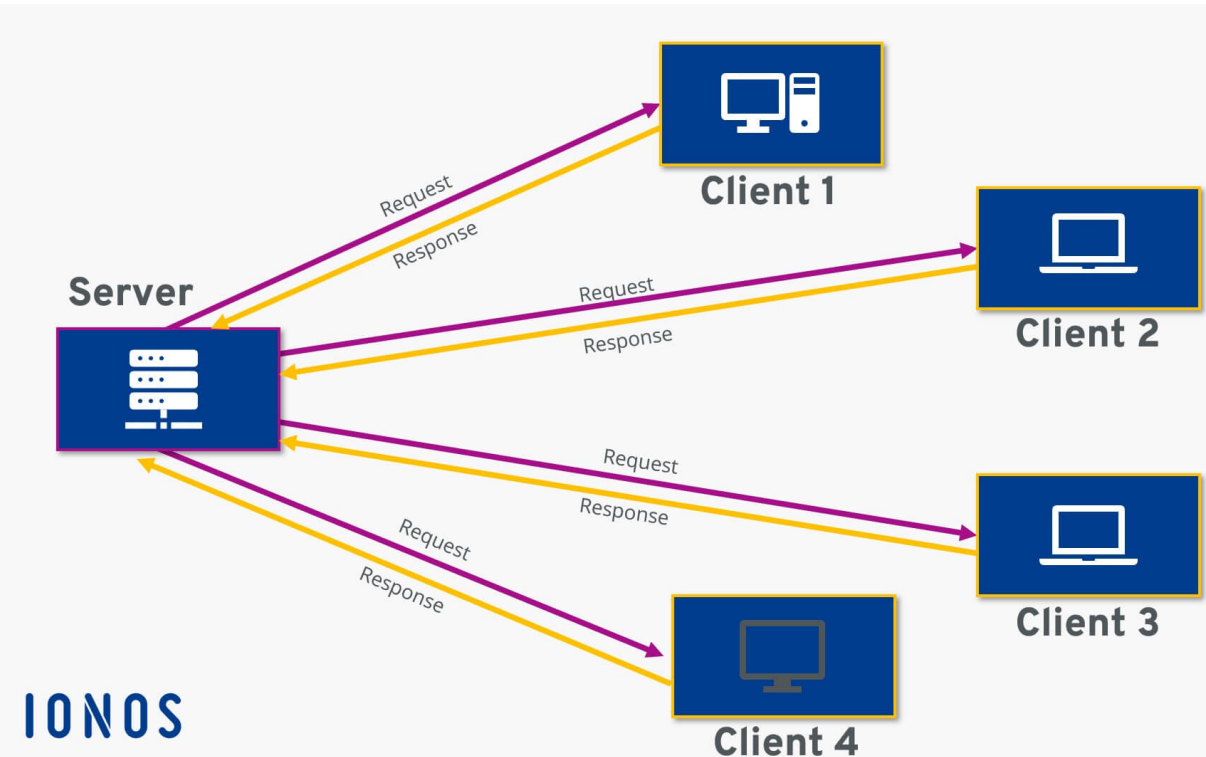 Client 1
Request
Response
Server
Request
Response
Client 2
Request
Response
Client 3
Request
Response
Client 4
IONOS